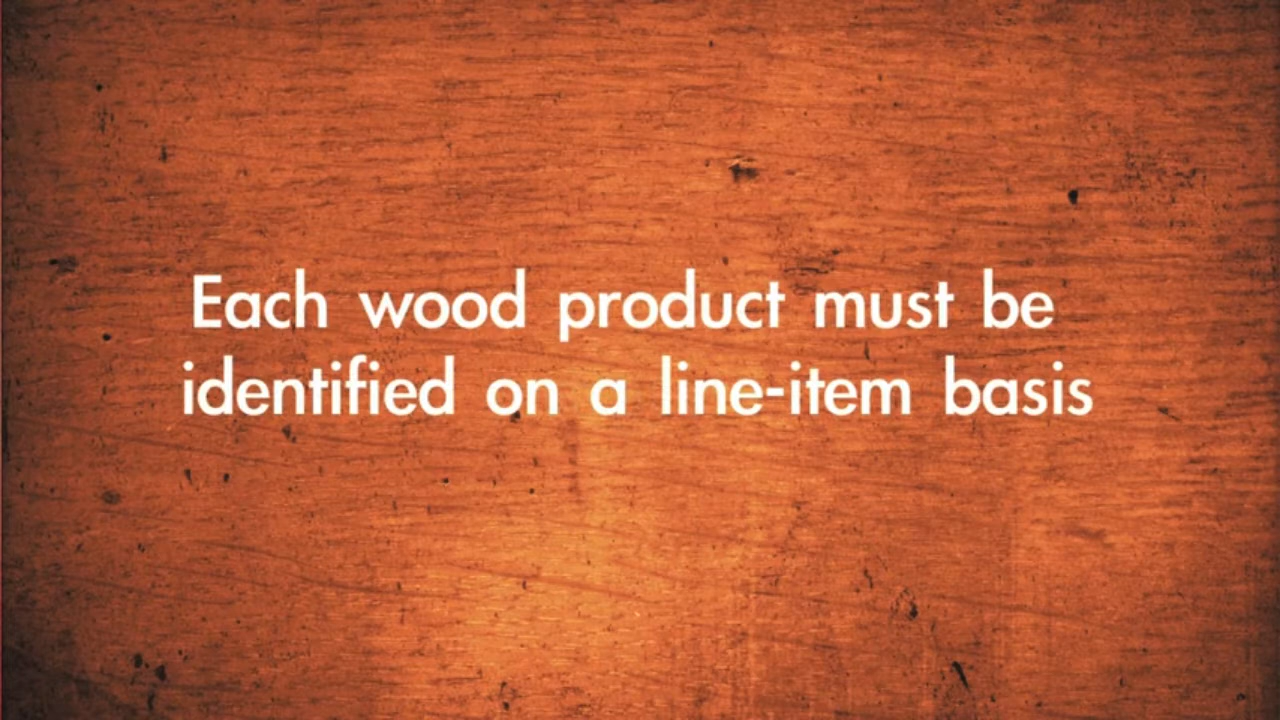 Each wood product must be
identified on a line-item basis